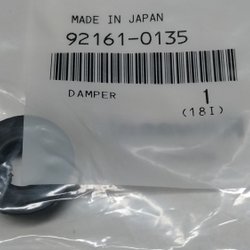 MADE IN JAPAN
92161-0135
DAMPER 1
(18I)